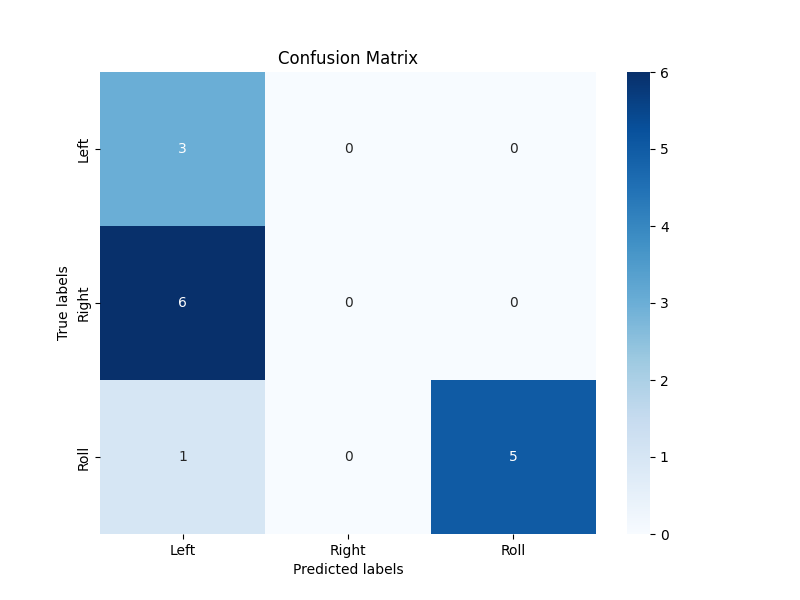 Confusion Matrix
True labels
Left
3 0 0
Right
6 0 0
Roll
1 0 5
Left Right Roll
Predicted labels
6
5
4
3
2
1
0